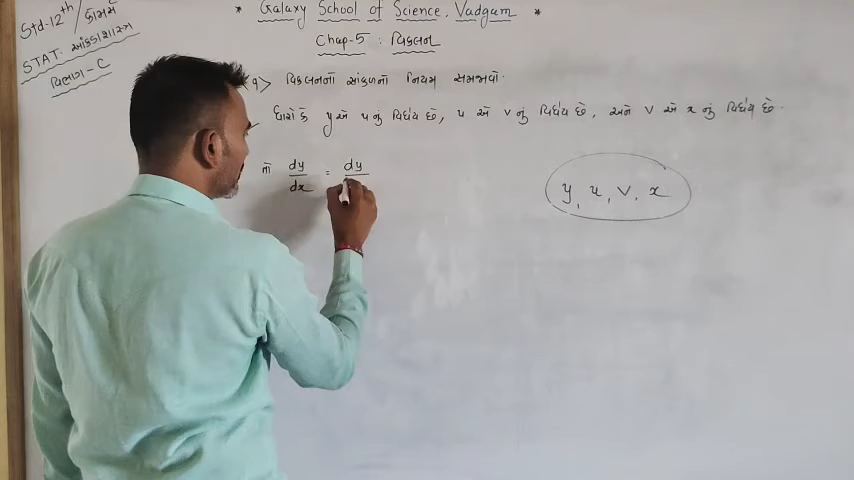 * Galaxy School of Science, Vadgam *
Std-12th / કોમર્સ
STAT: આંકડાશાસ્ત્ર
વિભાગ - C
Chap-5 : વિકલન
૧> વિકલનનો સાંકળનો નિયમ સમજાવો.
ધારો કે y એ u નું વિધેય છે, u એ v નું વિધેય છે, અને v એ x નું વિધેય છે.
તો dy/dx = dy/
y, u, v, x